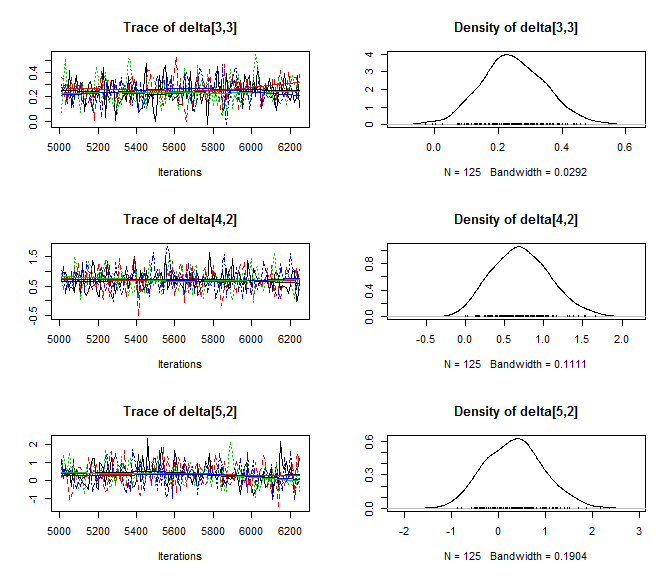 Trace of delta[3,3]
0.0 0.2 0.4
5000 5200 5400 5600 5800 6000 6200
Iterations
Density of delta[3,3]
0 1 2 3 4
0.0 0.2 0.4 0.6
N = 125 Bandwidth = 0.0292
Trace of delta[4,2]
-0.5 0.5 1.5
5000 5200 5400 5600 5800 6000 6200
Iterations
Density of delta[4,2]
0.0 0.4 0.8
-0.5 0.0 0.5 1.0 1.5 2.0
N = 125 Bandwidth = 0.1111
Trace of delta[5,2]
-1 0 1 2
5000 5200 5400 5600 5800 6000 6200
Iterations
Density of delta[5,2]
0.0 0.3 0.6
-2 -1 0 1 2 3
N = 125 Bandwidth = 0.1904